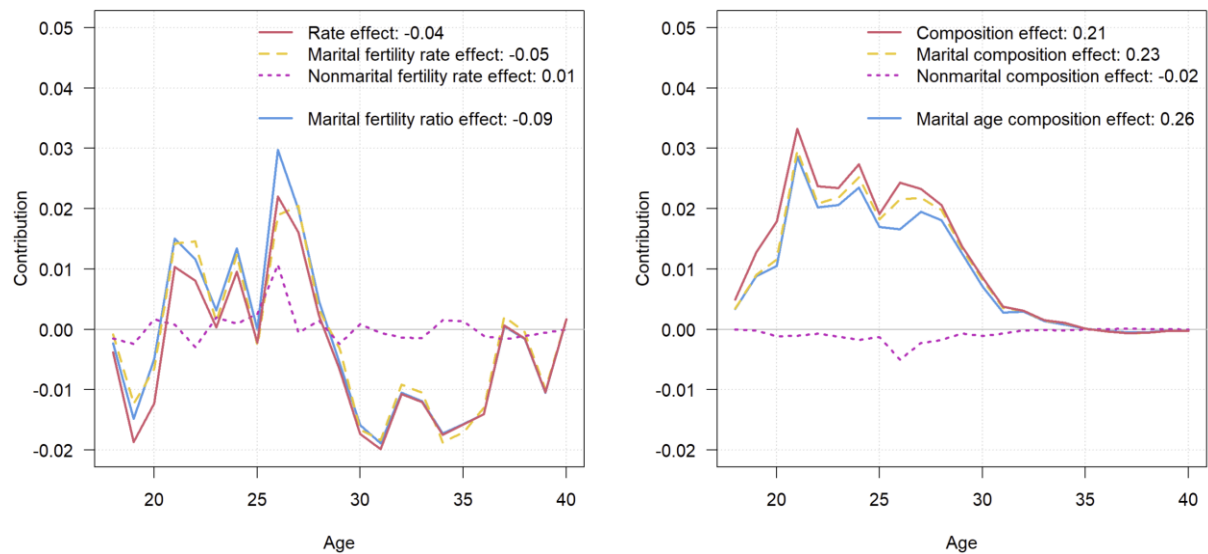 Rate effect: -0.04
Marital fertility rate effect: -0.05
Nonmarital fertility rate effect: 0.01
Marital fertility ratio effect: -0.09
0.05
0.04
0.03
0.02
0.01
0.00
-0.01
-0.02
Contribution
20 25 30 35 40
Age
Composition effect: 0.21
Marital composition effect: 0.23
Nonmarital composition effect: -0.02
Marital age composition effect: 0.26
0.05
0.04
0.03
0.02
0.01
0.00
-0.01
-0.02
Contribution
20 25 30 35 40
Age